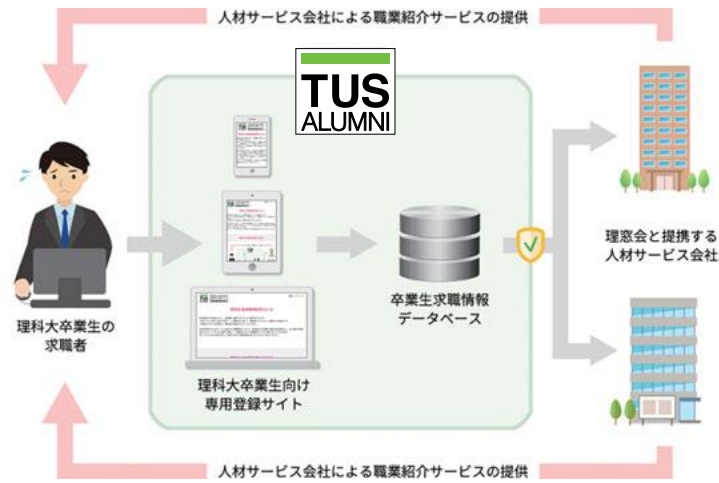 人材サービス会社による職業紹介サービスの提供
TUS
ALUMNI
理科大卒業生の
求職者
理科大卒業生向け
専用登録サイト
卒業生求職情報
データベース
理窓会と提携する
人材サービス会社
人材サービス会社による職業紹介サービスの提供